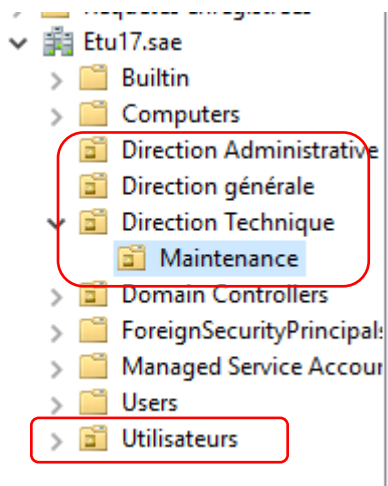 Etu17.sae
Builtin
Computers
Direction Administrative
Direction générale
Direction Technique
Maintenance
Domain Controllers
ForeignSecurityPrincipals
Managed Service Accour
Users
Utilisateurs